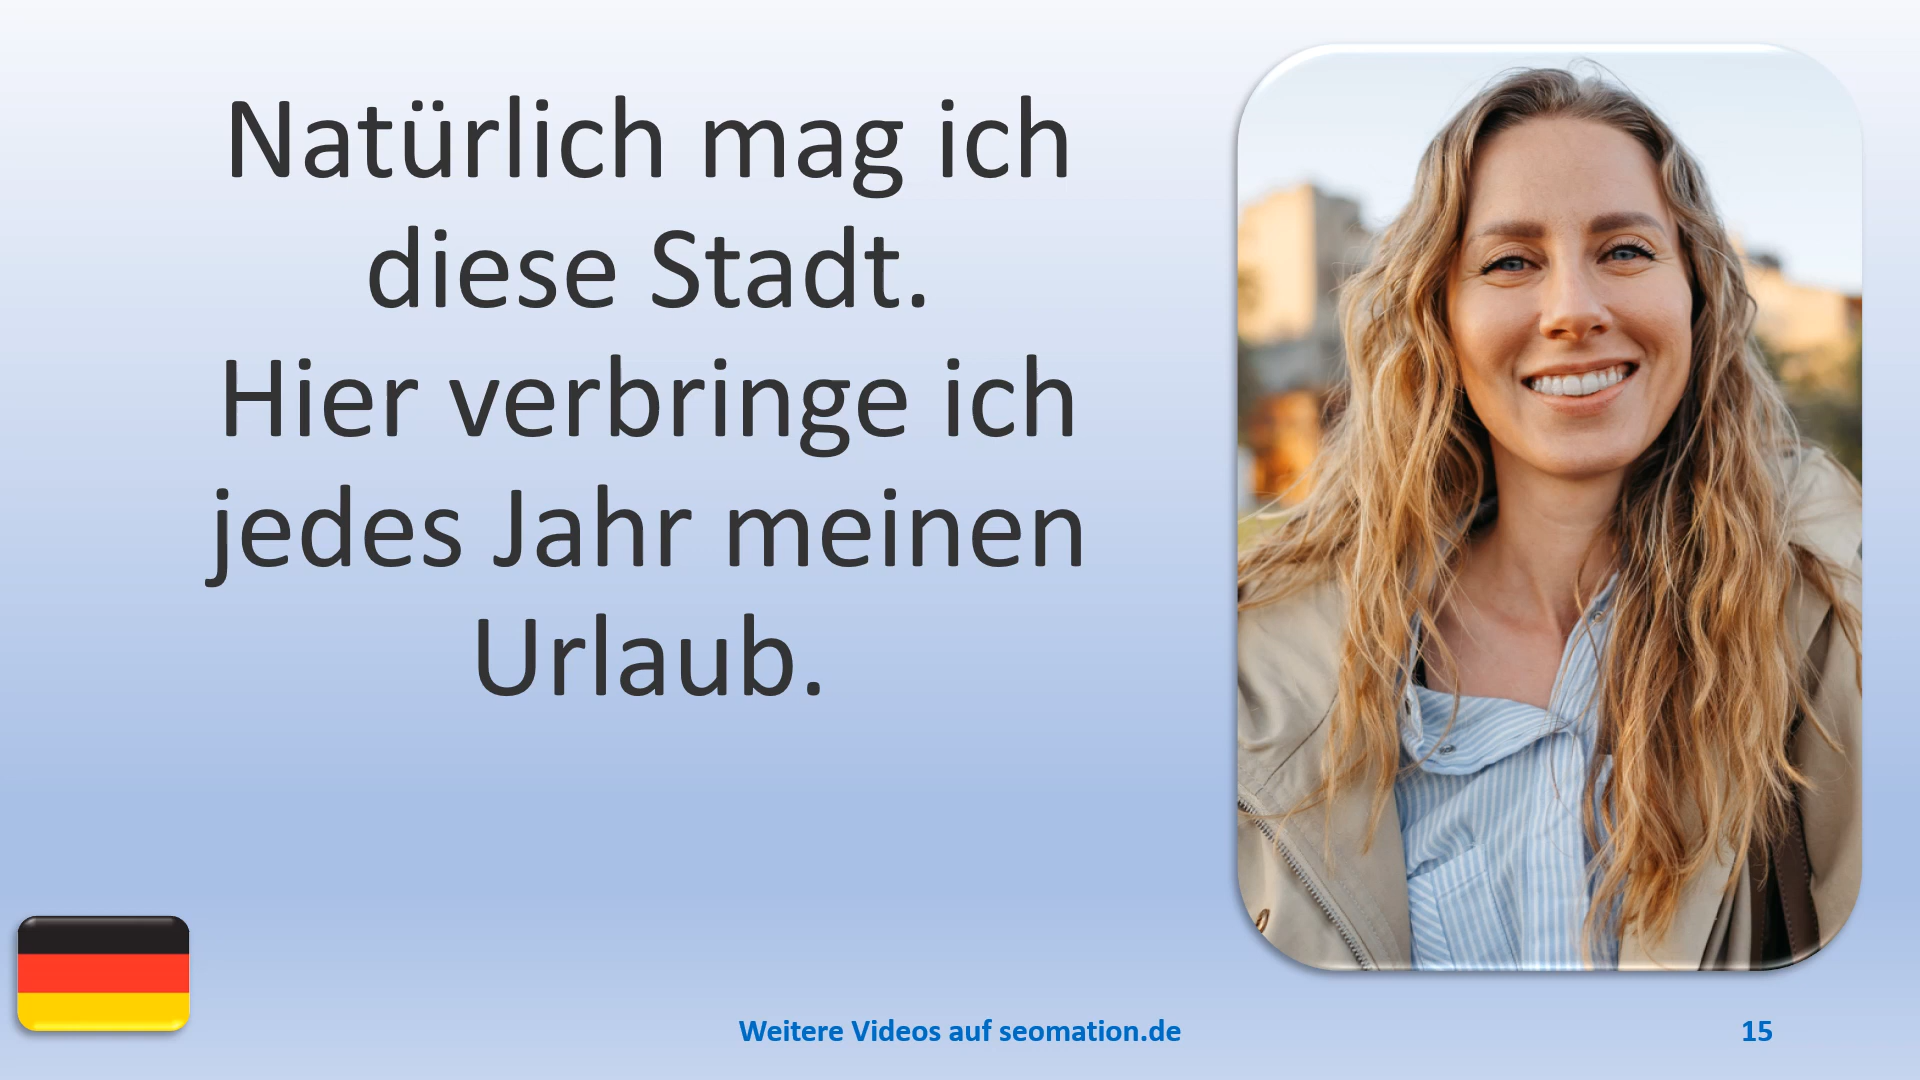 Natürlich mag ich
diese Stadt.
Hier verbringe ich
jedes Jahr meinen
Urlaub.
Weitere Videos auf seomation.de
15